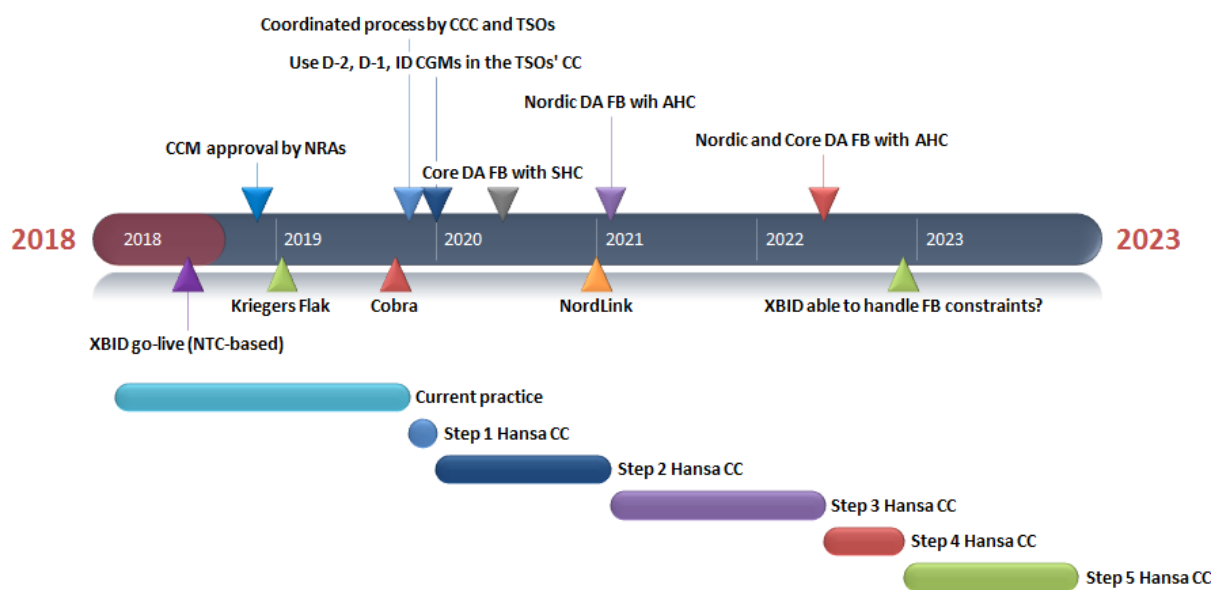 Coordinated process by CCC and TSOs
Use D-2, D-1, ID CGMs in the TSOs' CC
Nordic DA FB wih AHC
Nordic and Core DA FB with AHC
CCM approval by NRAs
Core DA FB with SHC
2018
2018
2019
2020
2021
2022
2023
2023
Kriegers Flak
Cobra
NordLink
XBID able to handle FB constraints?
XBID go-live (NTC-based)
Current practice
Step 1 Hansa CC
Step 2 Hansa CC
Step 3 Hansa CC
Step 4 Hansa CC
Step 5 Hansa CC